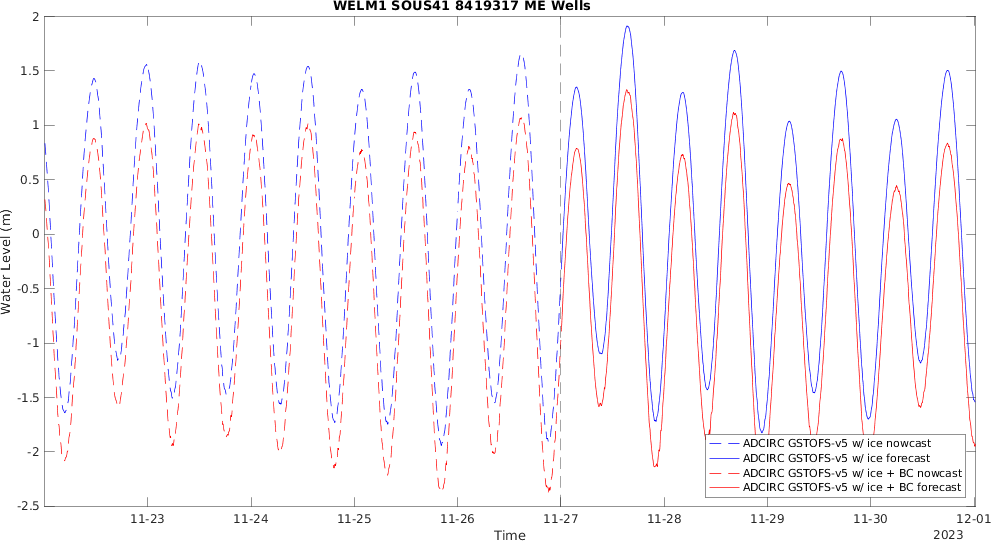 WELM1 SOUS41 8419317 ME Wells
2
1.5
1
0.5
0
-0.5
-1
-1.5
-2
-2.5
Water Level (m)
ADCIRC GSTOFS-v5 w/ ice nowcast
ADCIRC GSTOFS-v5 w/ ice forecast
ADCIRC GSTOFS-v5 w/ ice + BC nowcast
ADCIRC GSTOFS-v5 w/ ice + BC forecast
11-23 11-24 11-25 11-26 11-27 11-28 11-29 11-30 12-01
Time
2023